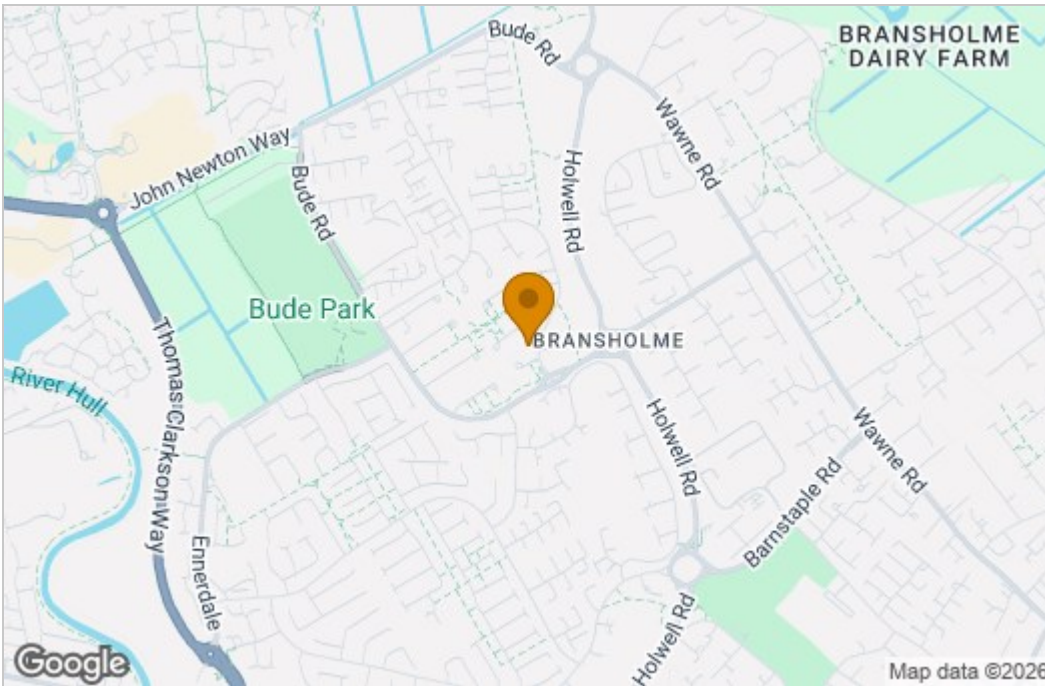 BRANSHOLME
DAIRY FARM
Bude Rd
Wawne Rd
John Newton Way
Holwell Rd
Bude Rd
Bude Park
BRANSHOLME
Thomas Clarkson Way
River Hull
Holwell Rd
Wawne Rd
Barnstaple Rd
Ennerdale
Holwell Rd
Google
Map data ©2026